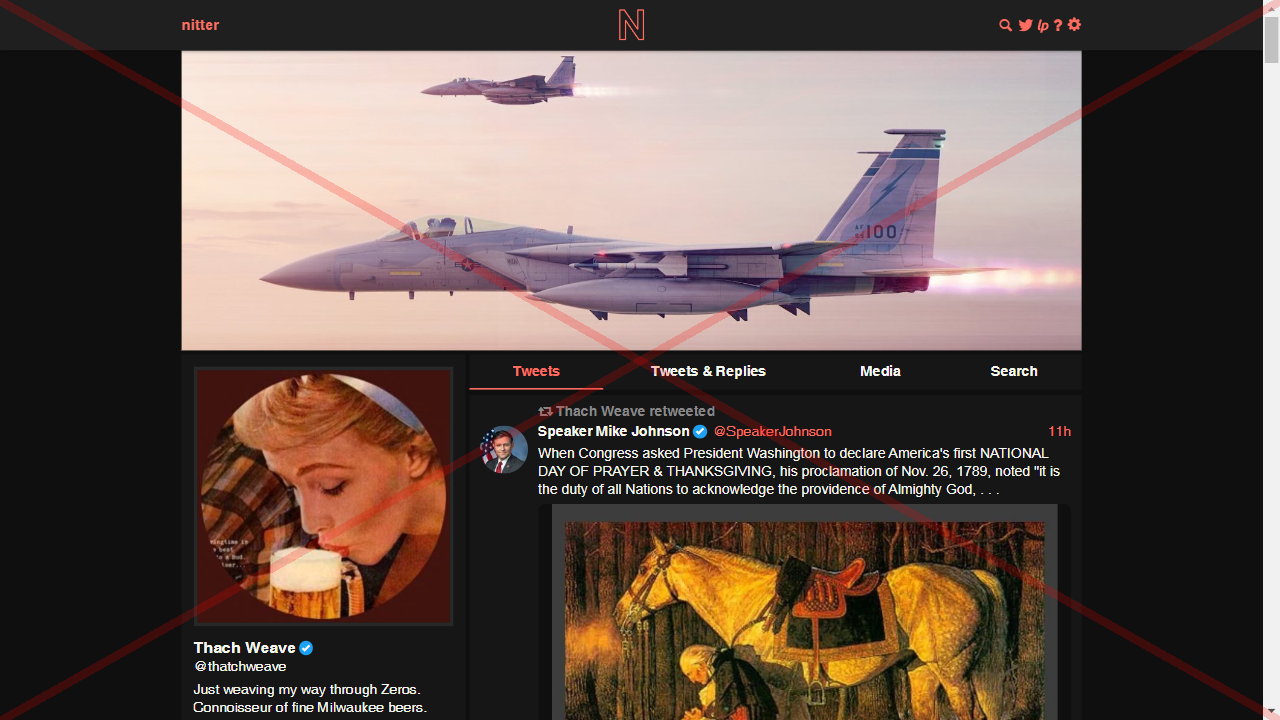 nitter
N
lp ?
AF 100
Tweets
Tweets & Replies
Media
Search
Thach Weave retweeted
Speaker Mike Johnson @SpeakerJohnson 11h
When Congress asked President Washington to declare America's first NATIONAL
DAY OF PRAYER & THANKSGIVING, his proclamation of Nov. 26, 1789, noted "it is
the duty of all Nations to acknowledge the providence of Almighty God, . . .
Thach Weave
@thatchweave
Just weaving my way through Zeros.
Connoisseur of fine Milwaukee beers.